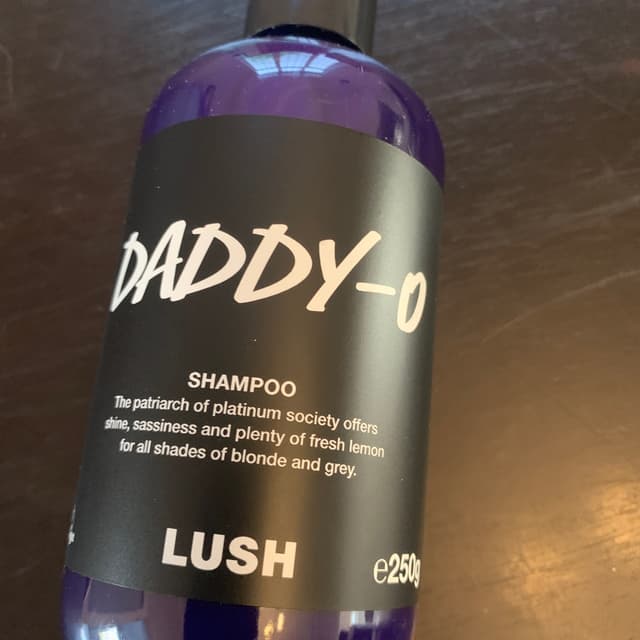 DADDY-O
SHAMPOO
The patriarch of platinum society offers
shine, sassiness and plenty of fresh lemon
for all shades of blonde and grey.
LUSH
℮250g